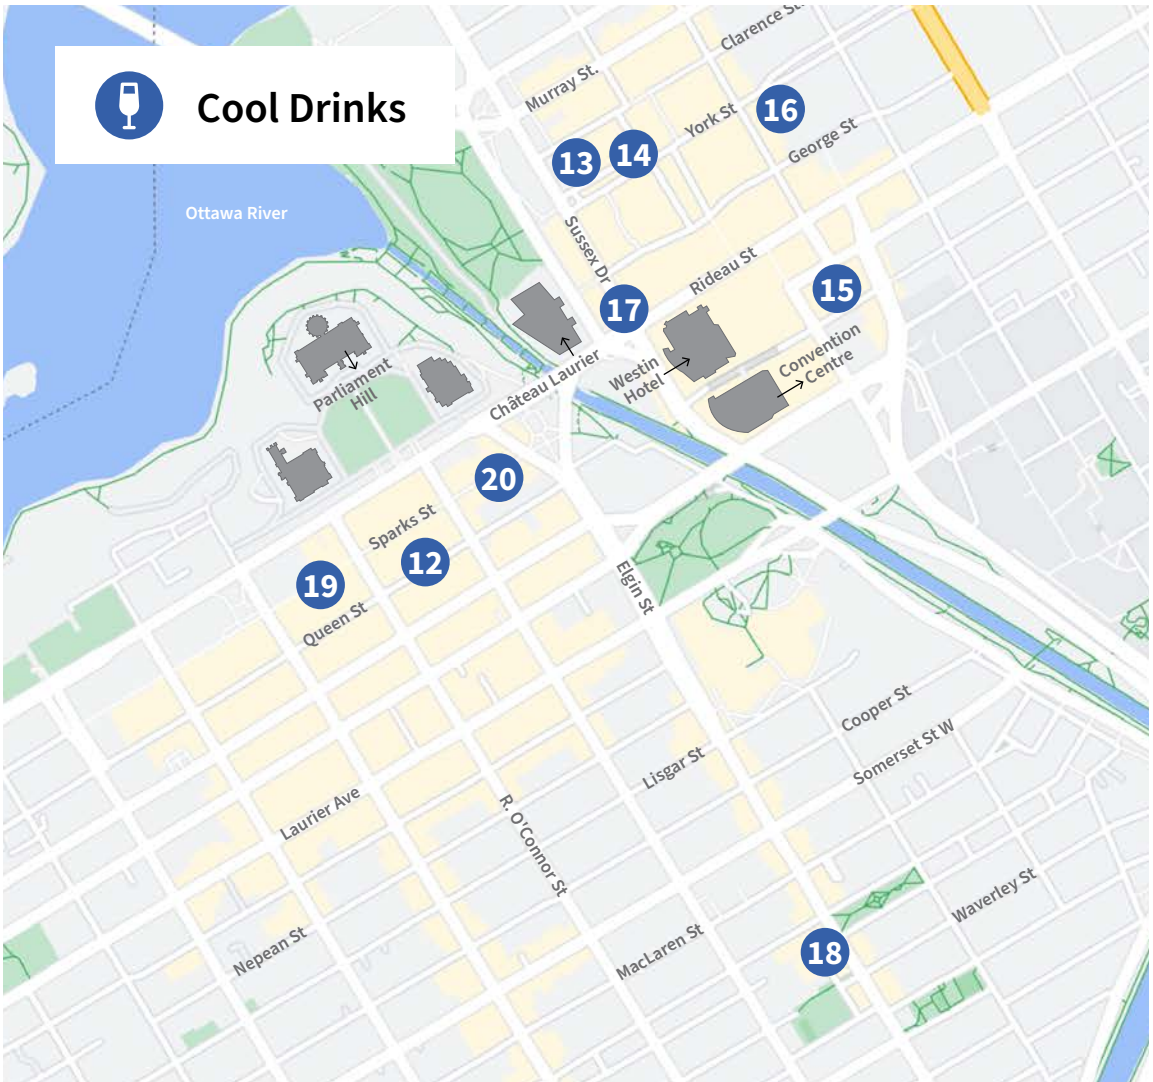 Cool Drinks
Clarence St.
Murray St.
16
York St
George St
13
14
Ottawa River
Sussex Dr
Rideau St
15
17
Convention
Centre
Westin
Hotel
Château Laurier
Parliament
Hill
20
Sparks St
12
19
Elgin St
Queen St
Cooper St
Somerset St W
Lisgar St
Laurier Ave
R. O'Connor St
Waverley St
MacLaren St
Nepean St
18